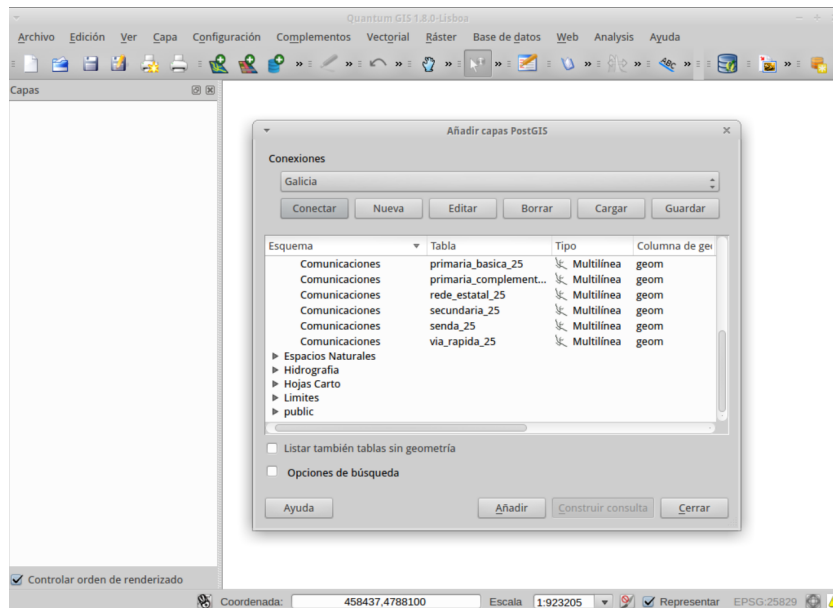 Quantum GIS 1.8.0-Lisboa
Archivo Edición Ver Capa Configuración Complementos Vectorial Ráster Base de datos Web Analysis Ayuda
ABC
Capas
Añadir capas PostGIS
Conexiones
Galicia
Conectar Nueva Editar Borrar Cargar Guardar
Esquema Tabla Tipo Columna de geo
Comunicaciones primaria_basica_25 Multilínea geom
Comunicaciones primaria_complement... Multilínea geom
Comunicaciones rede_estatal_25 Multilínea geom
Comunicaciones secundaria_25 Multilínea geom
Comunicaciones senda_25 Multilínea geom
Comunicaciones via_rapida_25 Multilínea geom
Espacios Naturales
Hidrografia
Hojas Carto
Limites
public
Listar también tablas sin geometría
Opciones de búsqueda
Ayuda Añadir Construir consulta Cerrar
Controlar orden de renderizado
Coordenada: 458437,4788100 Escala 1:923205 Representar EPSG:25829